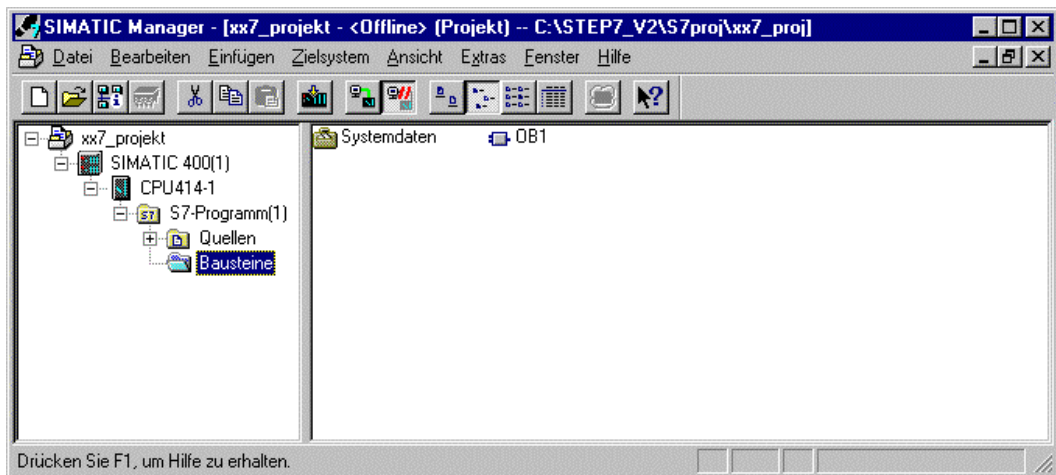 SIMATIC Manager - [xx7_projekt - <Offline> (Projekt) -- C:\STEP7_V2\S7proj\xx7_proj]
Datei Bearbeiten Einfügen Zielsystem Ansicht Extras Fenster Hilfe
xx7_projekt
SIMATIC 400(1)
CPU414-1
S7-Programm(1)
Quellen
Bausteine
Systemdaten OB1
Drücken Sie F1, um Hilfe zu erhalten.